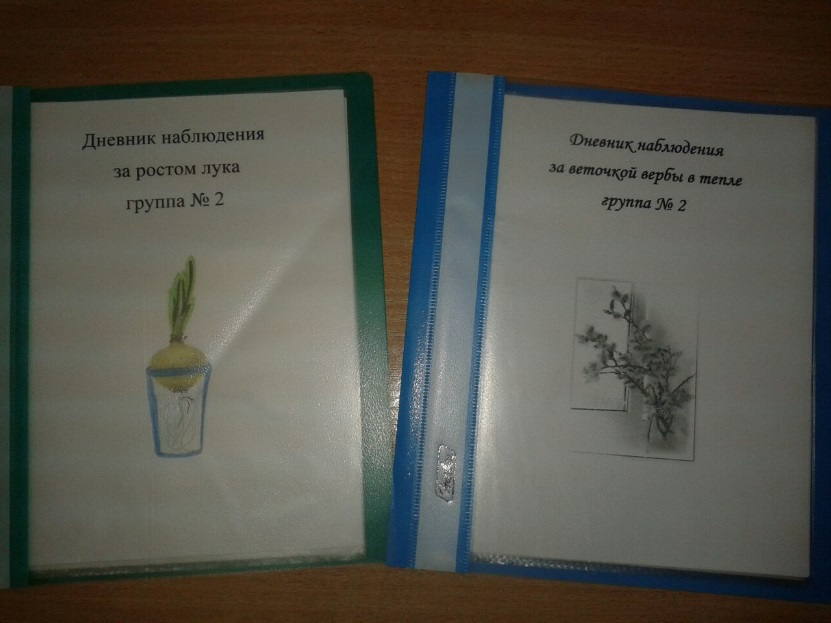 Дневник наблюдения
за ростом лука
группа № 2
Дневник наблюдения
за веточкой вербы в тепле
группа № 2